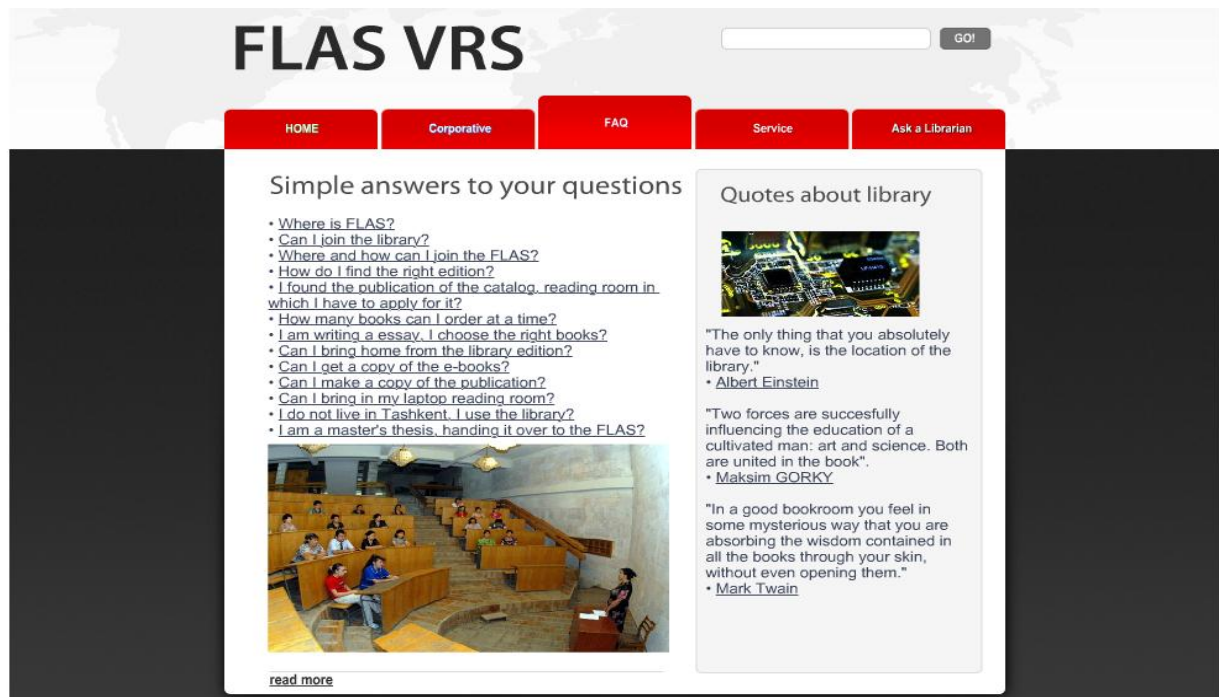 FLAS VRS
GO!
HOME
Corporative
FAQ
Service
Ask a Librarian
Simple answers to your questions
• Where is FLAS?
• Can I join the library?
• Where and how can I join the FLAS?
• How do I find the right edition?
• I found the publication of the catalog, reading room in
which I have to apply for it?
• How many books can I order at a time?
• I am writing a essay, I choose the right books?
• Can I bring home from the library edition?
• Can I get a copy of the e-books?
• Can I make a copy of the publication?
• Can I bring in my laptop reading room?
• I do not live in Tashkent, I use the library?
• I am a master's thesis, handing it over to the FLAS?
read more
Quotes about library
"The only thing that you absolutely
have to know, is the location of the
library."
• Albert Einstein
"Two forces are succesfully
influencing the education of a
cultivated man: art and science. Both
are united in the book".
• Maksim GORKY
"In a good bookroom you feel in
some mysterious way that you are
absorbing the wisdom contained in
all the books through your skin,
without even opening them."
• Mark Twain